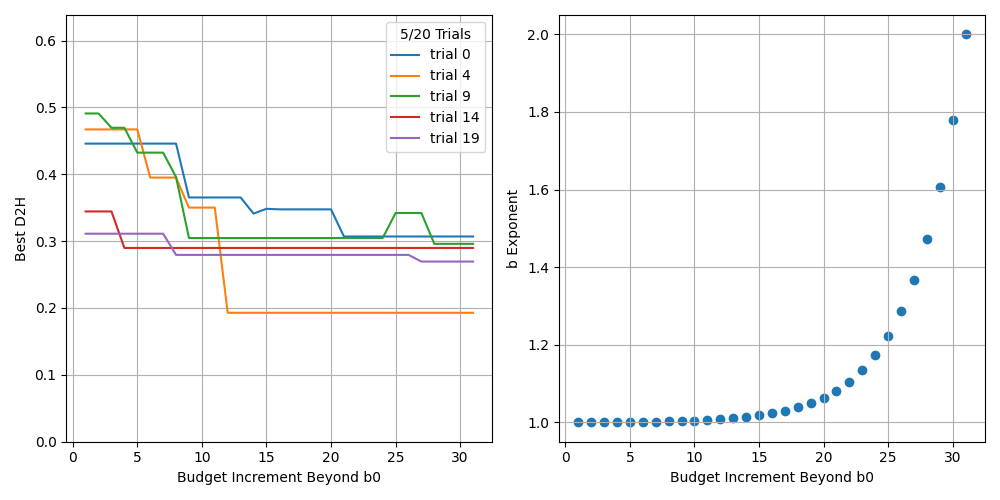 5/20 Trials
trial 0
trial 4
trial 9
trial 14
trial 19
Best D2H
0.6
0.5
0.4
0.3
0.2
0.1
0.0
0 5 10 15 20 25 30
Budget Increment Beyond b0
b Exponent
2.0
1.8
1.6
1.4
1.2
1.0
0 5 10 15 20 25 30
Budget Increment Beyond b0